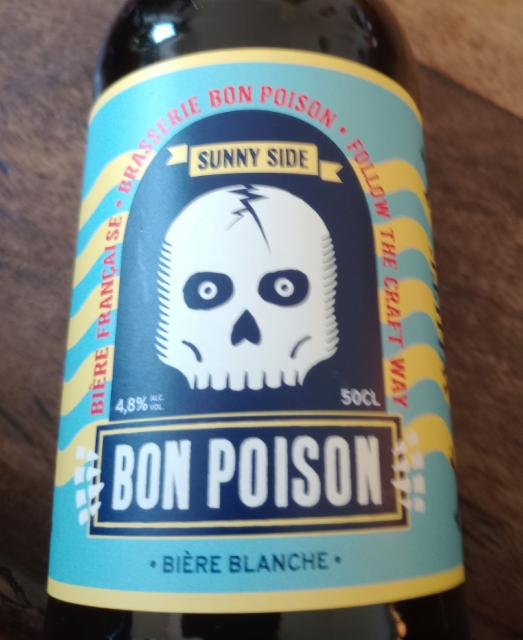 BIÈRE FRANÇAISE • BRASSERIE BON POISON • FOLLOW THE CRAFT WAY
SUNNY SIDE
4,8% ALC. VOL.
50CL
BON POISON
• BIÈRE BLANCHE •